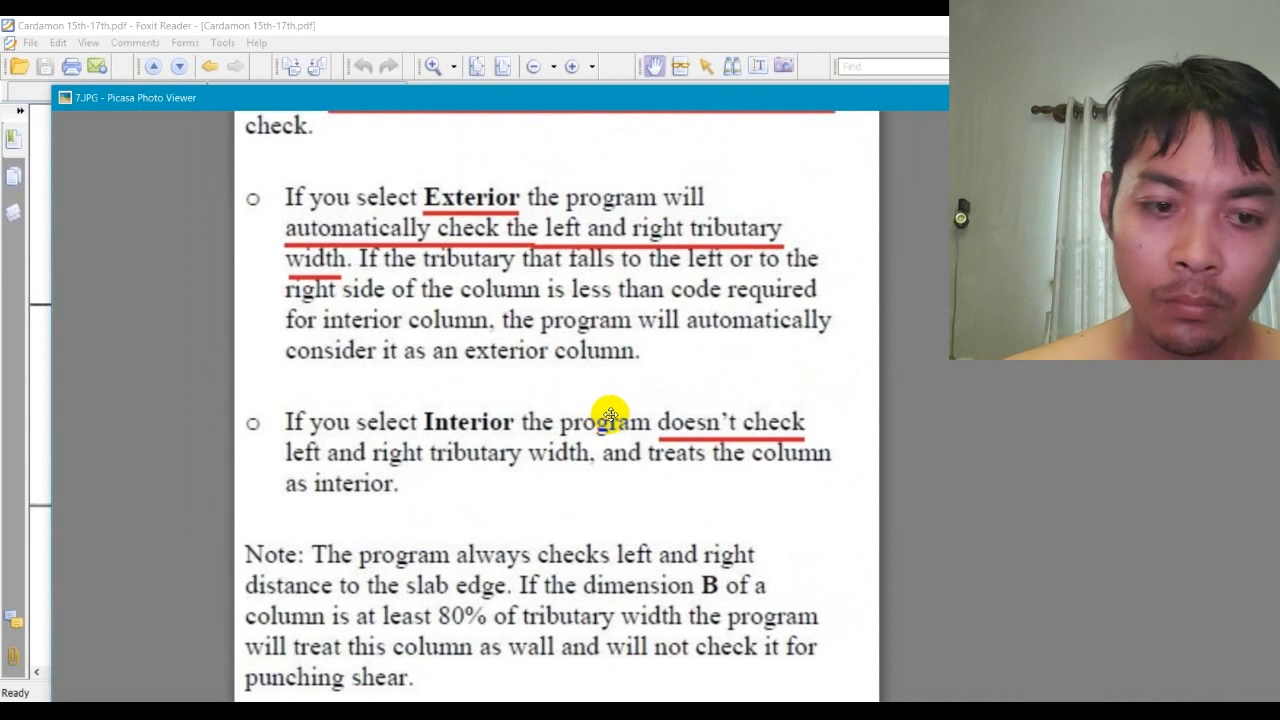 Cardamon 15th-17th.pdf - Foxit Reader - [Cardamon 15th-17th.pdf]
File Edit View Comments Forms Tools Help
Find
7.JPG - Picasa Photo Viewer
check.
o If you select Exterior the program will
automatically check the left and right tributary
width. If the tributary that falls to the left or to the
right side of the column is less than code required
for interior column, the program will automatically
consider it as an exterior column.
o If you select Interior the program doesn’t check
left and right tributary width, and treats the column
as interior.
Note: The program always checks left and right
distance to the slab edge. If the dimension B of a
column is at least 80% of tributary width the program
will treat this column as wall and will not check it for
punching shear.
Ready